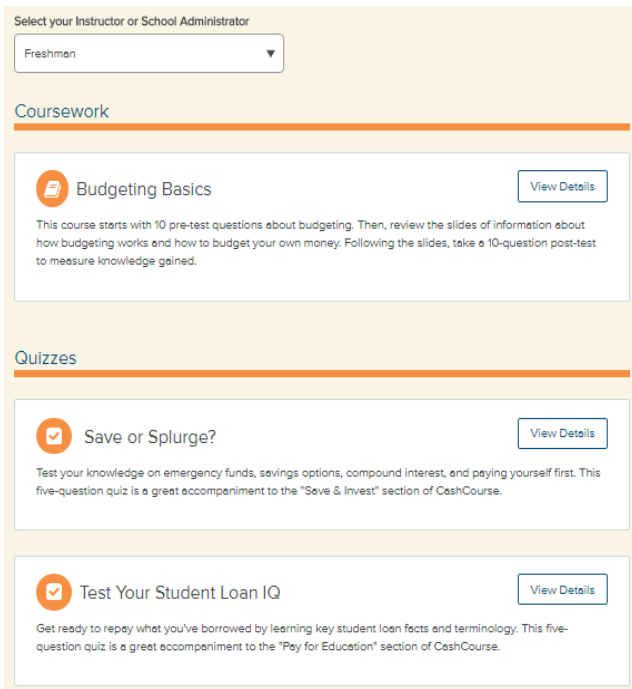 Select your Instructor or School Administrator
Freshman
Coursework
Budgeting Basics
View Details
This course starts with 10 pre-test questions about budgeting. Then, review the slides of information about
how budgeting works and how to budget your own money. Following the slides, take a 10-question post-test
to measure knowledge gained.
Quizzes
Save or Splurge?
View Details
Test your knowledge on emergency funds, savings options, compound interest, and paying yourself first. This
five-question quiz is a great accompaniment to the "Save & Invest" section of CashCourse.
Test Your Student Loan IQ
View Details
Get ready to repay what you've borrowed by learning key student loan facts and terminology. This five-
question quiz is a great accompaniment to the "Pay for Education" section of CashCourse.